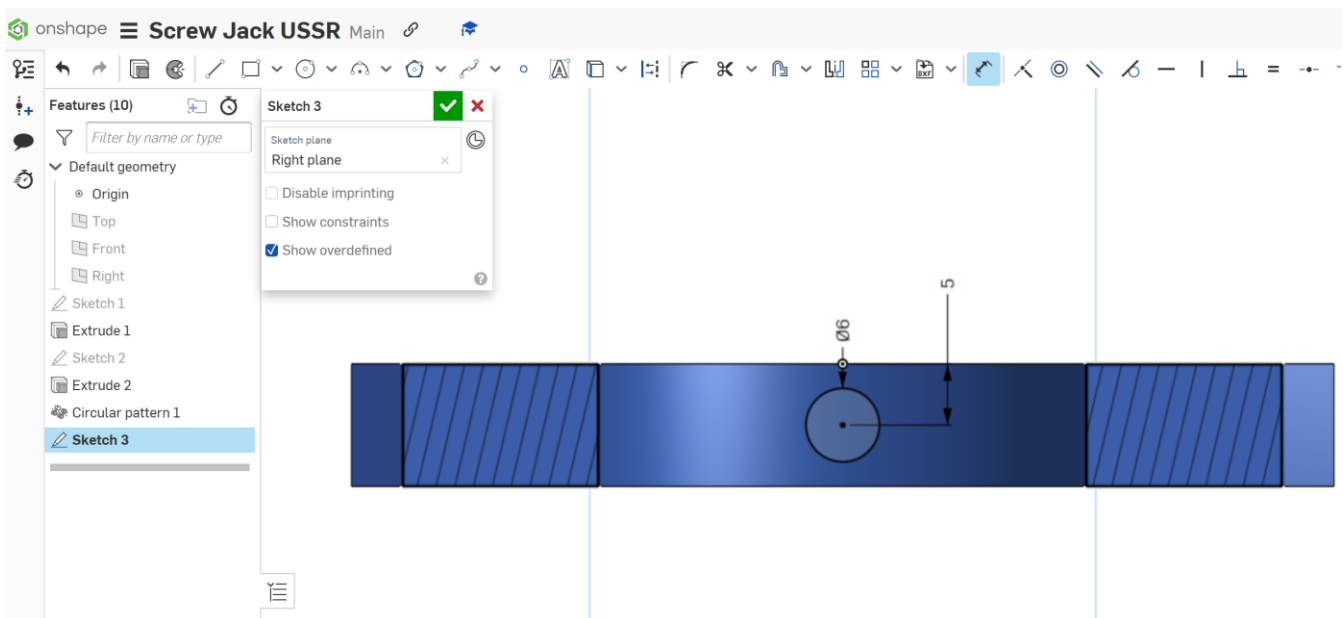 onshape Screw Jack USSR Main
Features (10)
Filter by name or type
Default geometry
Origin
Top
Front
Right
Sketch 1
Extrude 1
Sketch 2
Extrude 2
Circular pattern 1
Sketch 3
Sketch 3
Sketch plane
Right plane
Disable imprinting
Show constraints
Show overdefined
Ø6
5